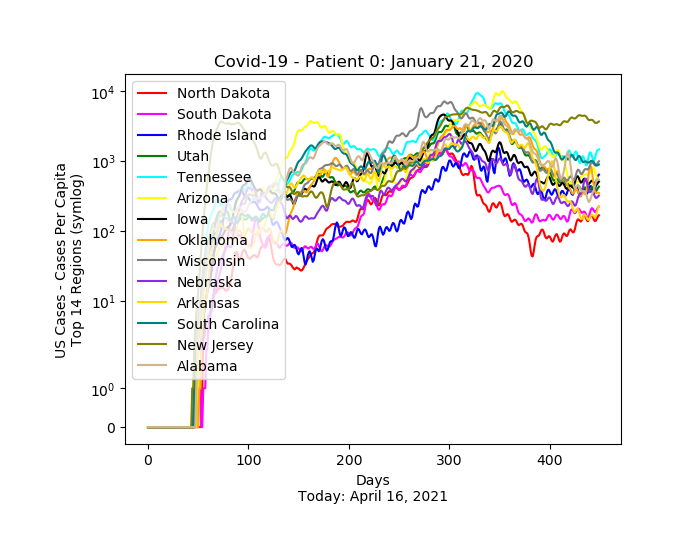 Covid-19 - Patient 0: January 21, 2020
US Cases - Cases Per Capita
Top 14 Regions (symlog)
10⁴
10³
10²
10¹
10⁰
0
North Dakota
South Dakota
Rhode Island
Utah
Tennessee
Arizona
Iowa
Oklahoma
Wisconsin
Nebraska
Arkansas
South Carolina
New Jersey
Alabama
0 100 200 300 400
Days
Today: April 16, 2021